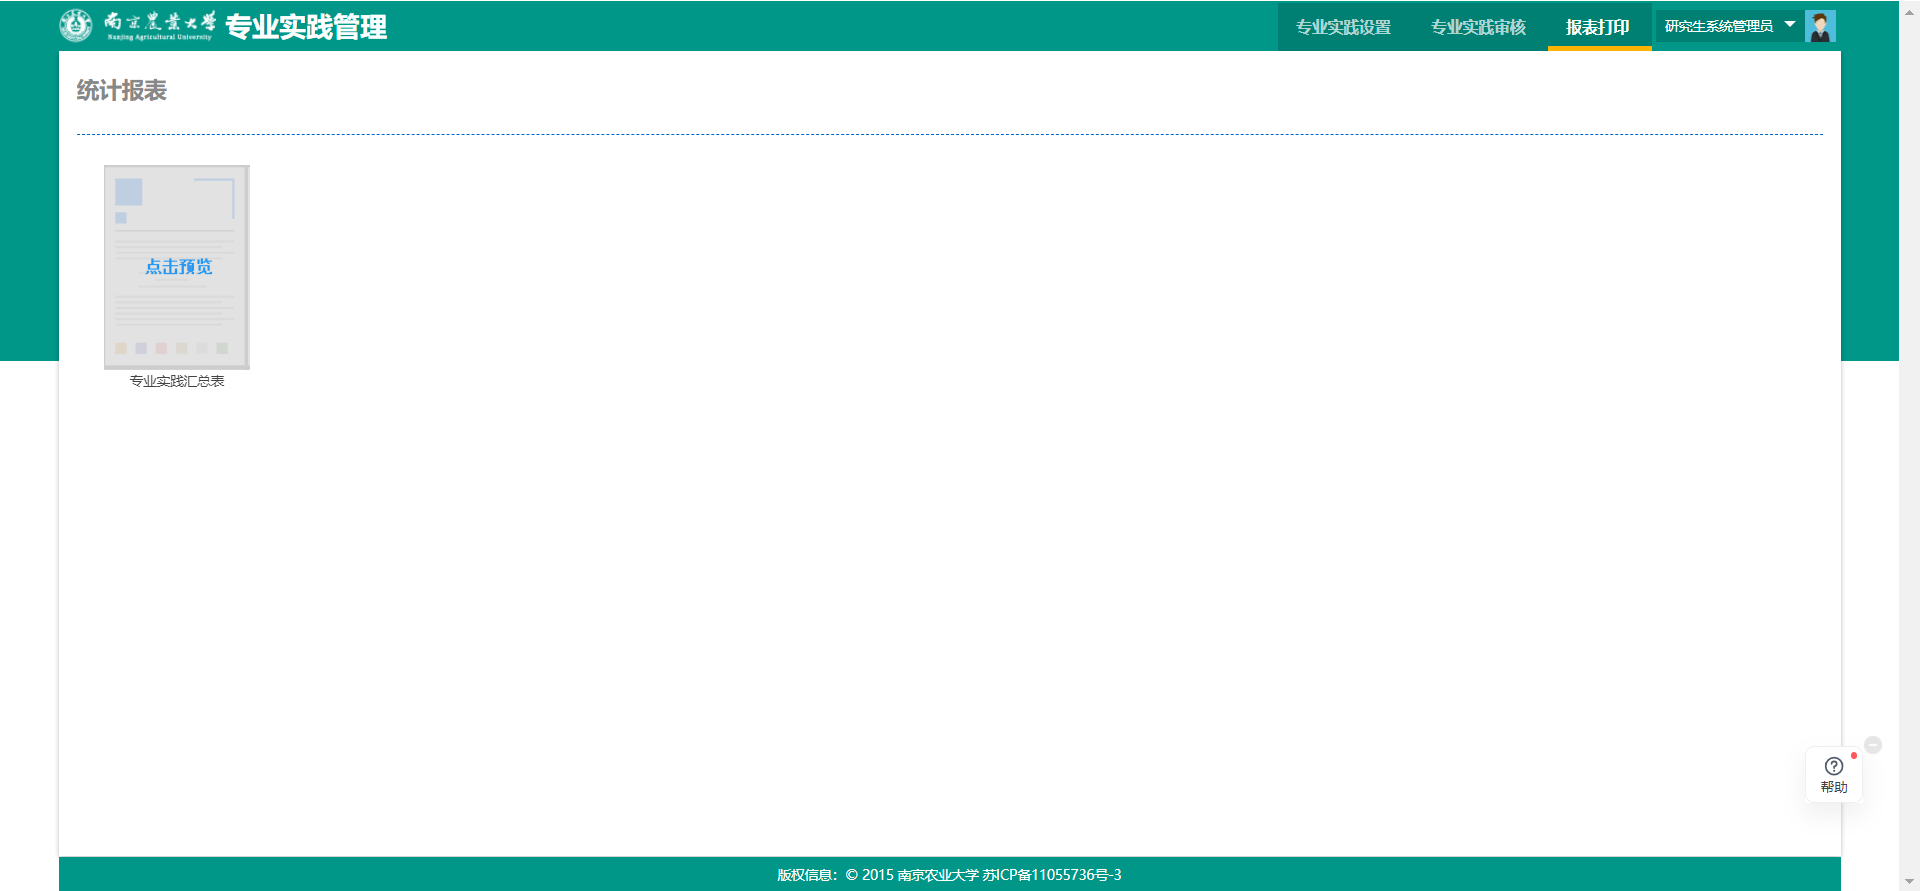 南京農業大学 专业实践管理
Nanjing Agricultural University
专业实践设置 专业实践审核 报表打印 研究生系统管理员
统计报表
点击预览
专业实践汇总表
帮助
版权信息：© 2015 南京农业大学 苏ICP备11055736号-3